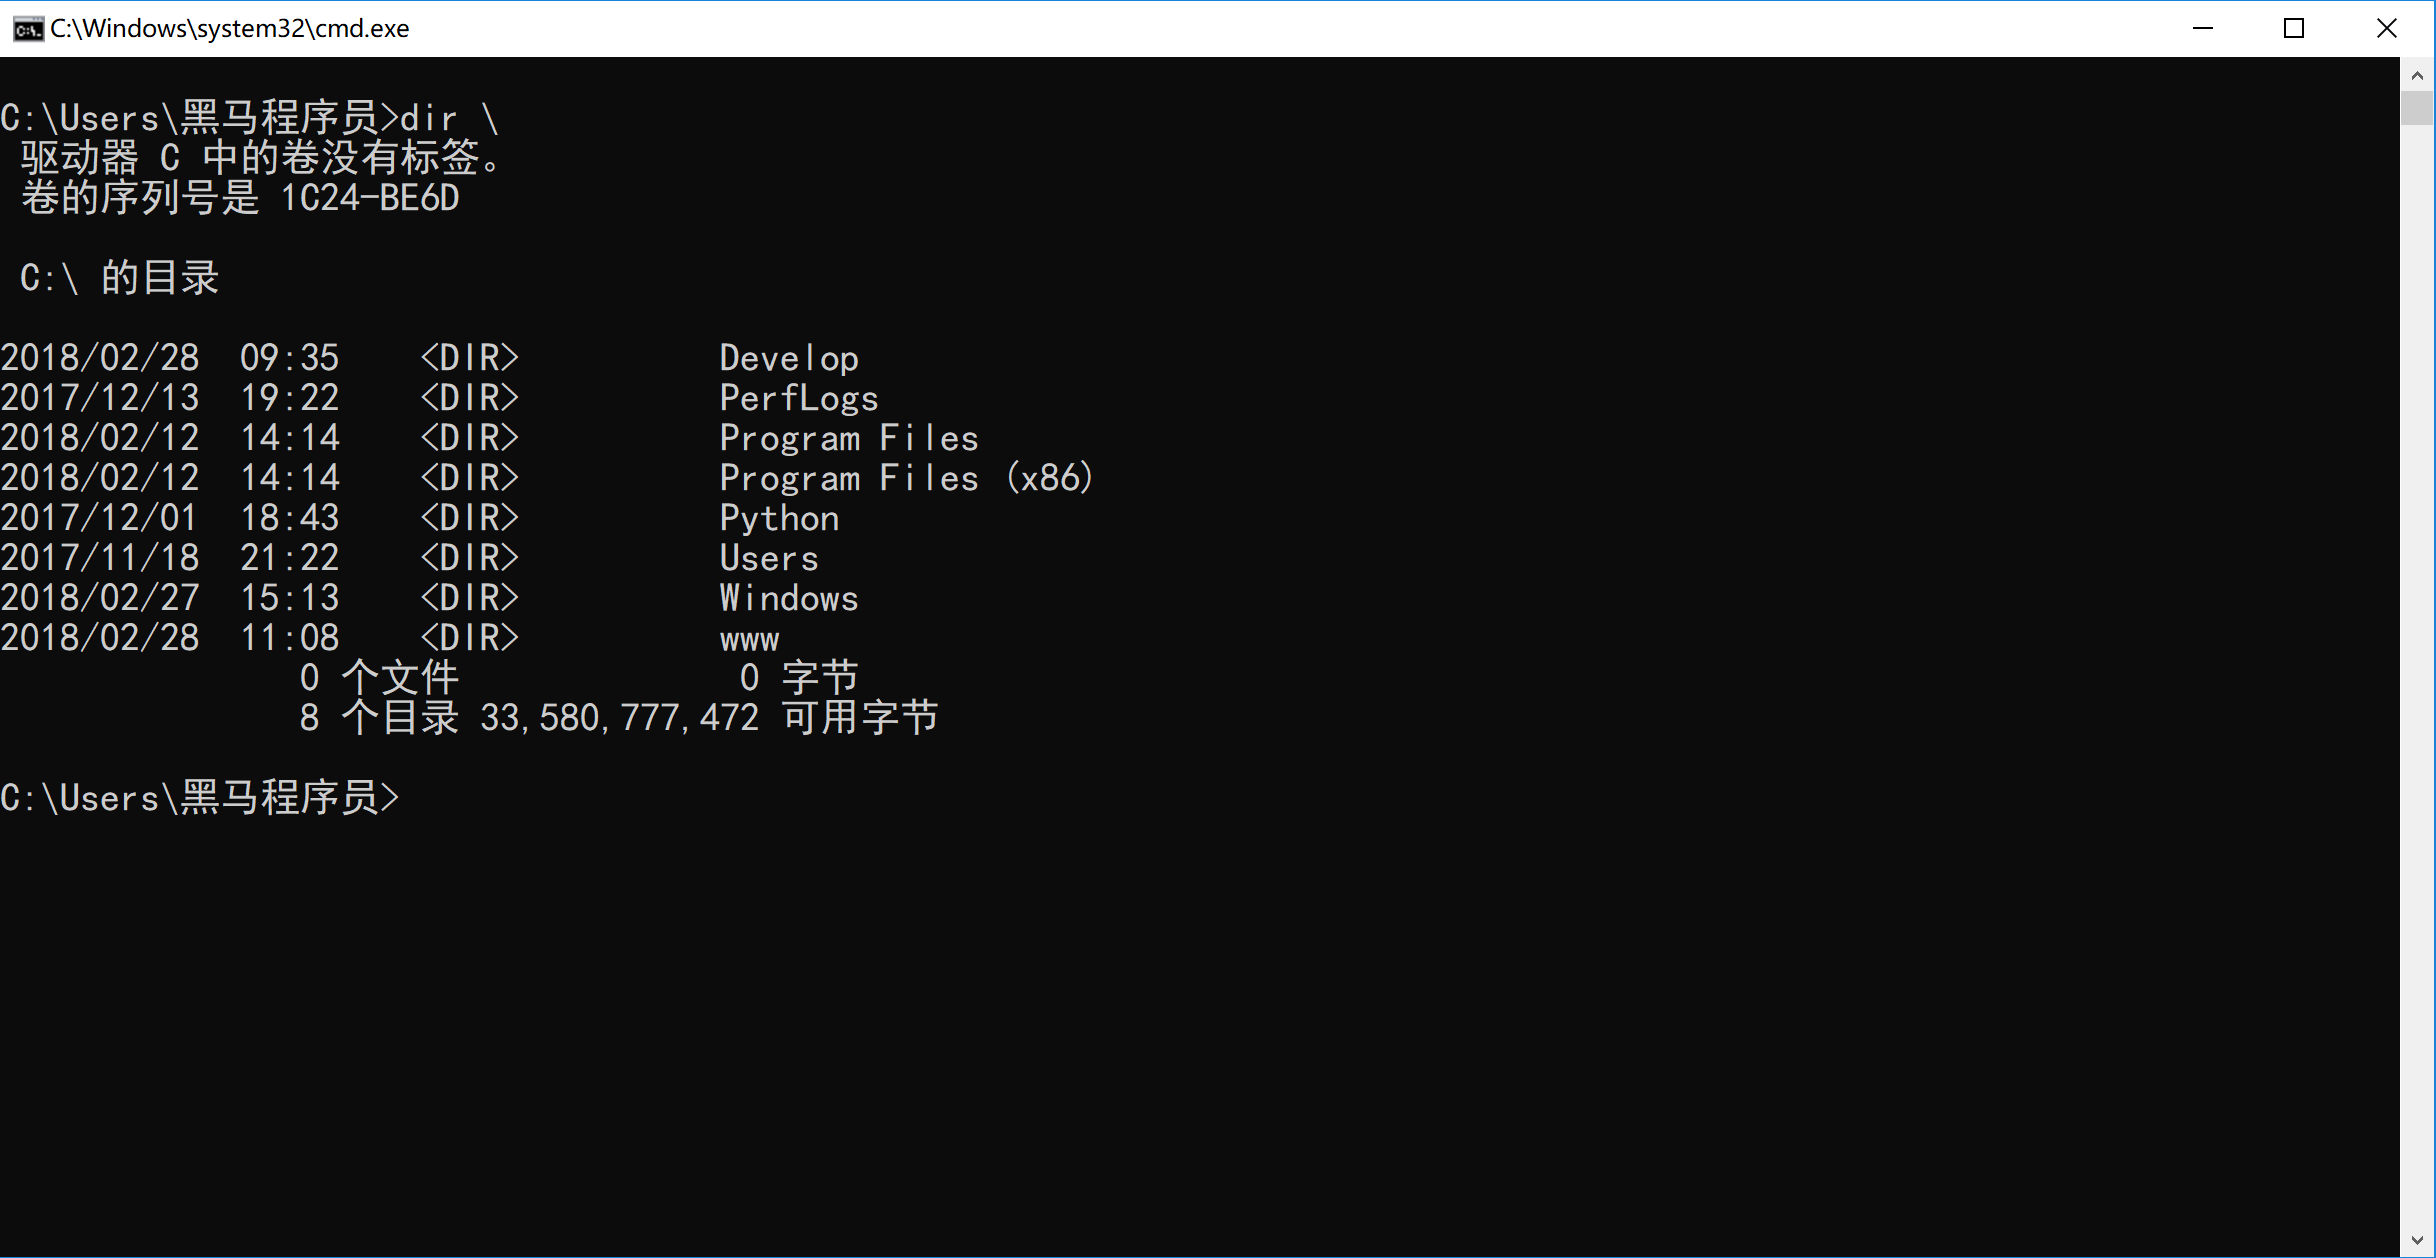 C:\Windows\system32\cmd.exe
C:\Users\黑马程序员>dir \
驱动器 C 中的卷没有标签。
卷的序列号是 1C24-BE6D
C:\ 的目录
2018/02/28  09:35    <DIR>          Develop
2017/12/13  19:22    <DIR>          PerfLogs
2018/02/12  14:14    <DIR>          Program Files
2018/02/12  14:14    <DIR>          Program Files (x86)
2017/12/01  18:43    <DIR>          Python
2017/11/18  21:22    <DIR>          Users
2018/02/27  15:13    <DIR>          Windows
2018/02/28  11:08    <DIR>          www
0 个文件              0 字节
8 个目录 33,580,777,472 可用字节
C:\Users\黑马程序员>